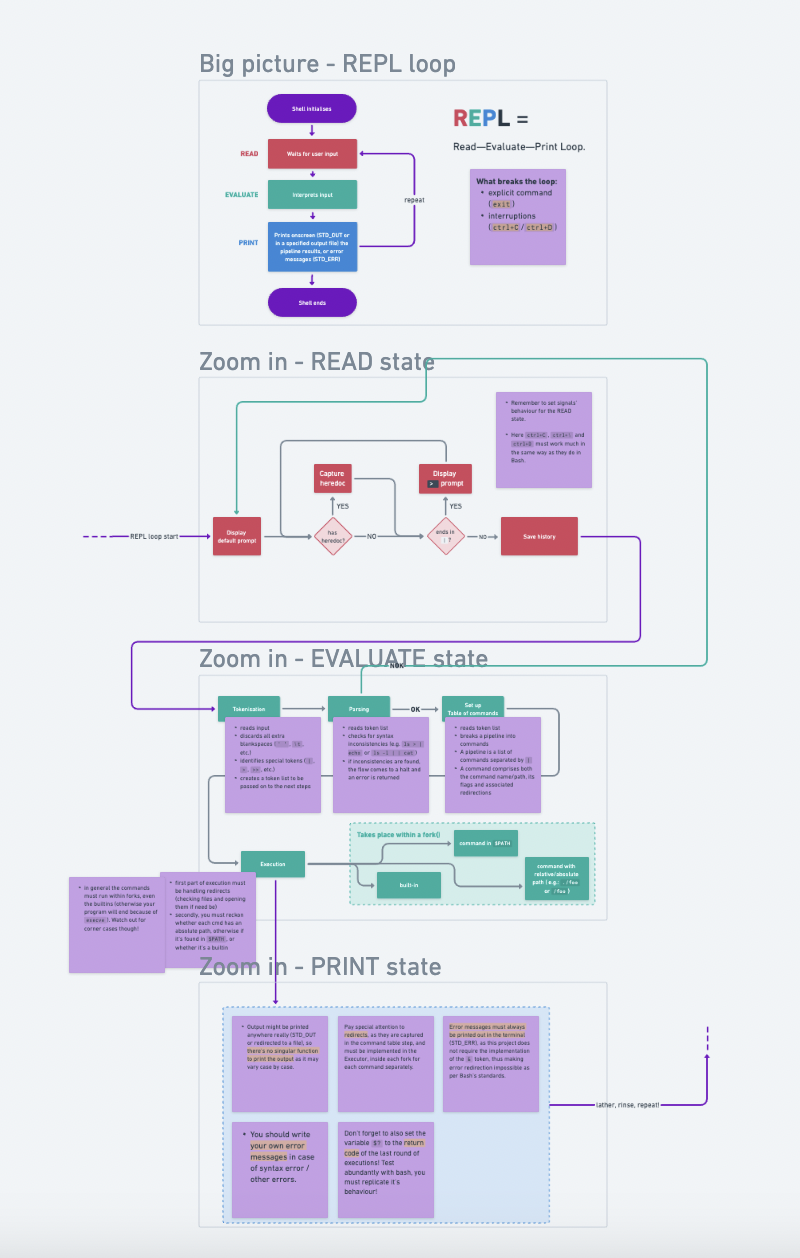 Big picture - REPL loop
Shell initialises
READ
Waits for user input
EVALUATE
Interprets input
repeat
PRINT
Prints onscreen (STD_OUT or
in a specified output file) the
pipeline results, or error
messages (STD_ERR)
Shell ends
REPL =
Read—Evaluate—Print Loop.
What breaks the loop:
• explicit command
(exit)
• interruptions
(ctrl+C/ctrl+D)
Zoom in - READ state
• Remember to set signals'
behaviour for the READ
state.
• Here ctrl+C, ctrl+\ and
ctrl+D must work much in
the same way as they do in
Bash.
Capture
heredoc
Display
> prompt
YES
YES
REPL loop start
Display
default prompt
has
heredoc?
NO
ends in
| ?
NO
Save history
Zoom in - EVALUATE state
NOK
Tokenization
Parsing
OK
Set up
Table of commands
• reads input
• discards all extra
blankspaces (
etc.)
• identifies special tokens (|,
etc.)
• creates a token list to be
passed on to the next steps
• reads token list
• checks for syntax
inconsistencies (e.g.
echo or
• if inconsistencies are found,
the flow comes to a halt and
an error is returned
• reads token list
• breaks a pipeline into
commands
• A pipeline is a list of
commands separated by |
• A command comprises both
the command name/path, its
flags and associated
redirections
Takes place within a fork()
command in $PATH
Execution
built-in
command with
relative/absolute
path (e.g.: ./foo
or /foo)
• In general the commands
must run within forks, even
the builtins (otherwise your
program will end because of
execve). Watch out for
corner cases though!
• first part of execution must
be handling redirects
(checking files and opening
them if need be)
• secondly, you must reckon
whether each cmd has an
absolute path, otherwise if
it's found in $PATH, or
whether it's a builtin
Zoom in - PRINT state
• Output might be printed
anywhere really (STD_OUT
or redirected to a file), so
there's no singular function
to print the output as it may
vary case by case.
Pay special attention to
redirects, as they are captured
in the command table step, and
must be implemented in the
Executor, inside each fork for
each command separately.
Error messages must always
be printed out in the terminal
(STD_ERR), as this project does
not require the implementation
of the & token, thus making
error redirection impossible as
per Bash's standards.
lather, rinse, repeat!
• You should write
your own error
messages in case
of syntax error /
other errors.
Don't forget to also set the
variable $? to the return
code of the last round of
executions! Test
abundantly with bash, you
must replicate it's
behaviour!